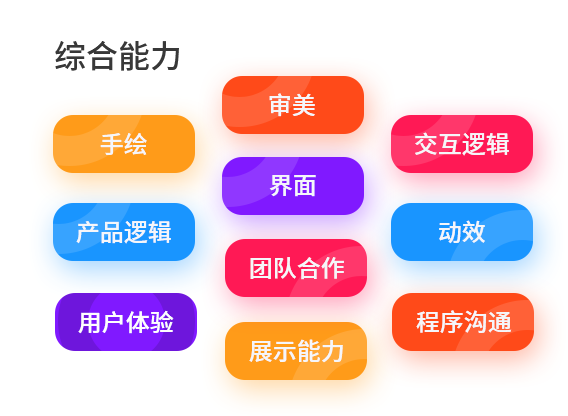 综合能力
审美
手绘
交互逻辑
界面
产品逻辑
动效
团队合作
用户体验
程序沟通
展示能力